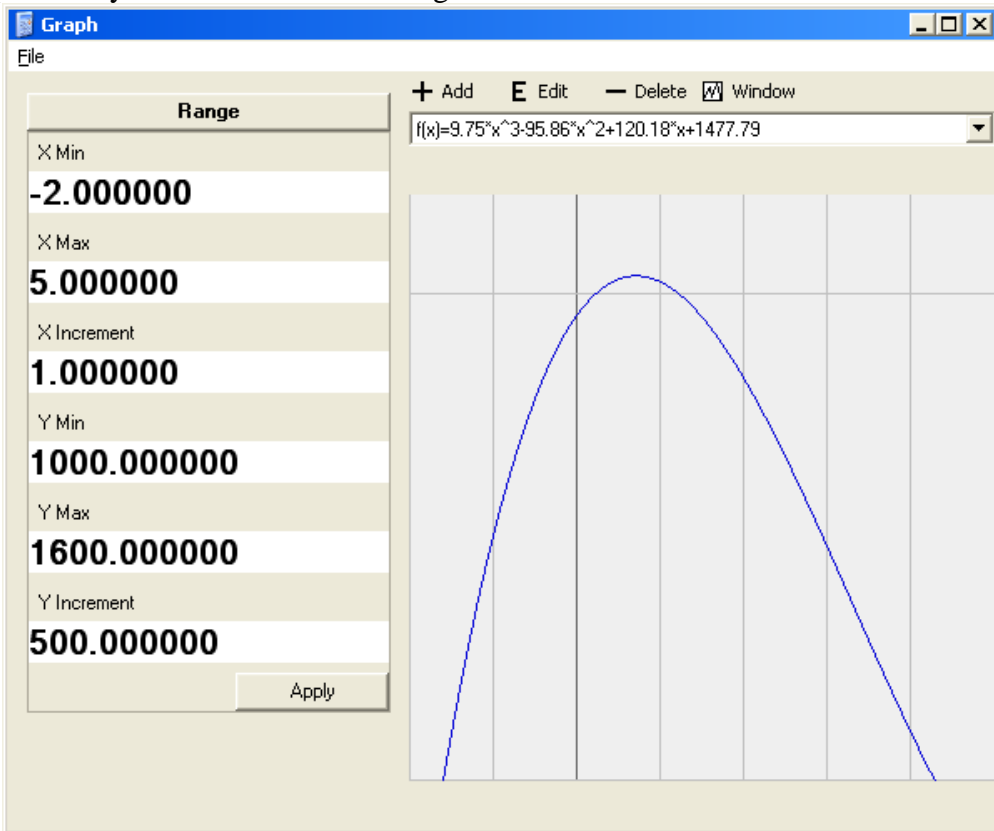 Graph
File
Add E Edit Delete Window
Range
f(x)=9.75*x^3-95.86*x^2+120.18*x+1477.79
X Min
-2.000000
X Max
5.000000
X Increment
1.000000
Y Min
1000.000000
Y Max
1600.000000
Y Increment
500.000000
Apply